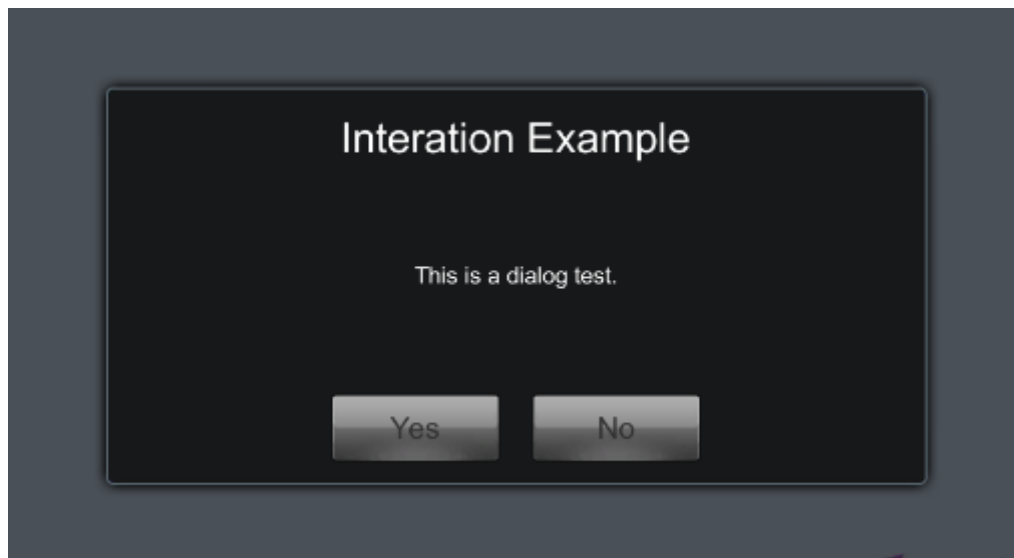 Interation Example
This is a dialog test.
Yes No